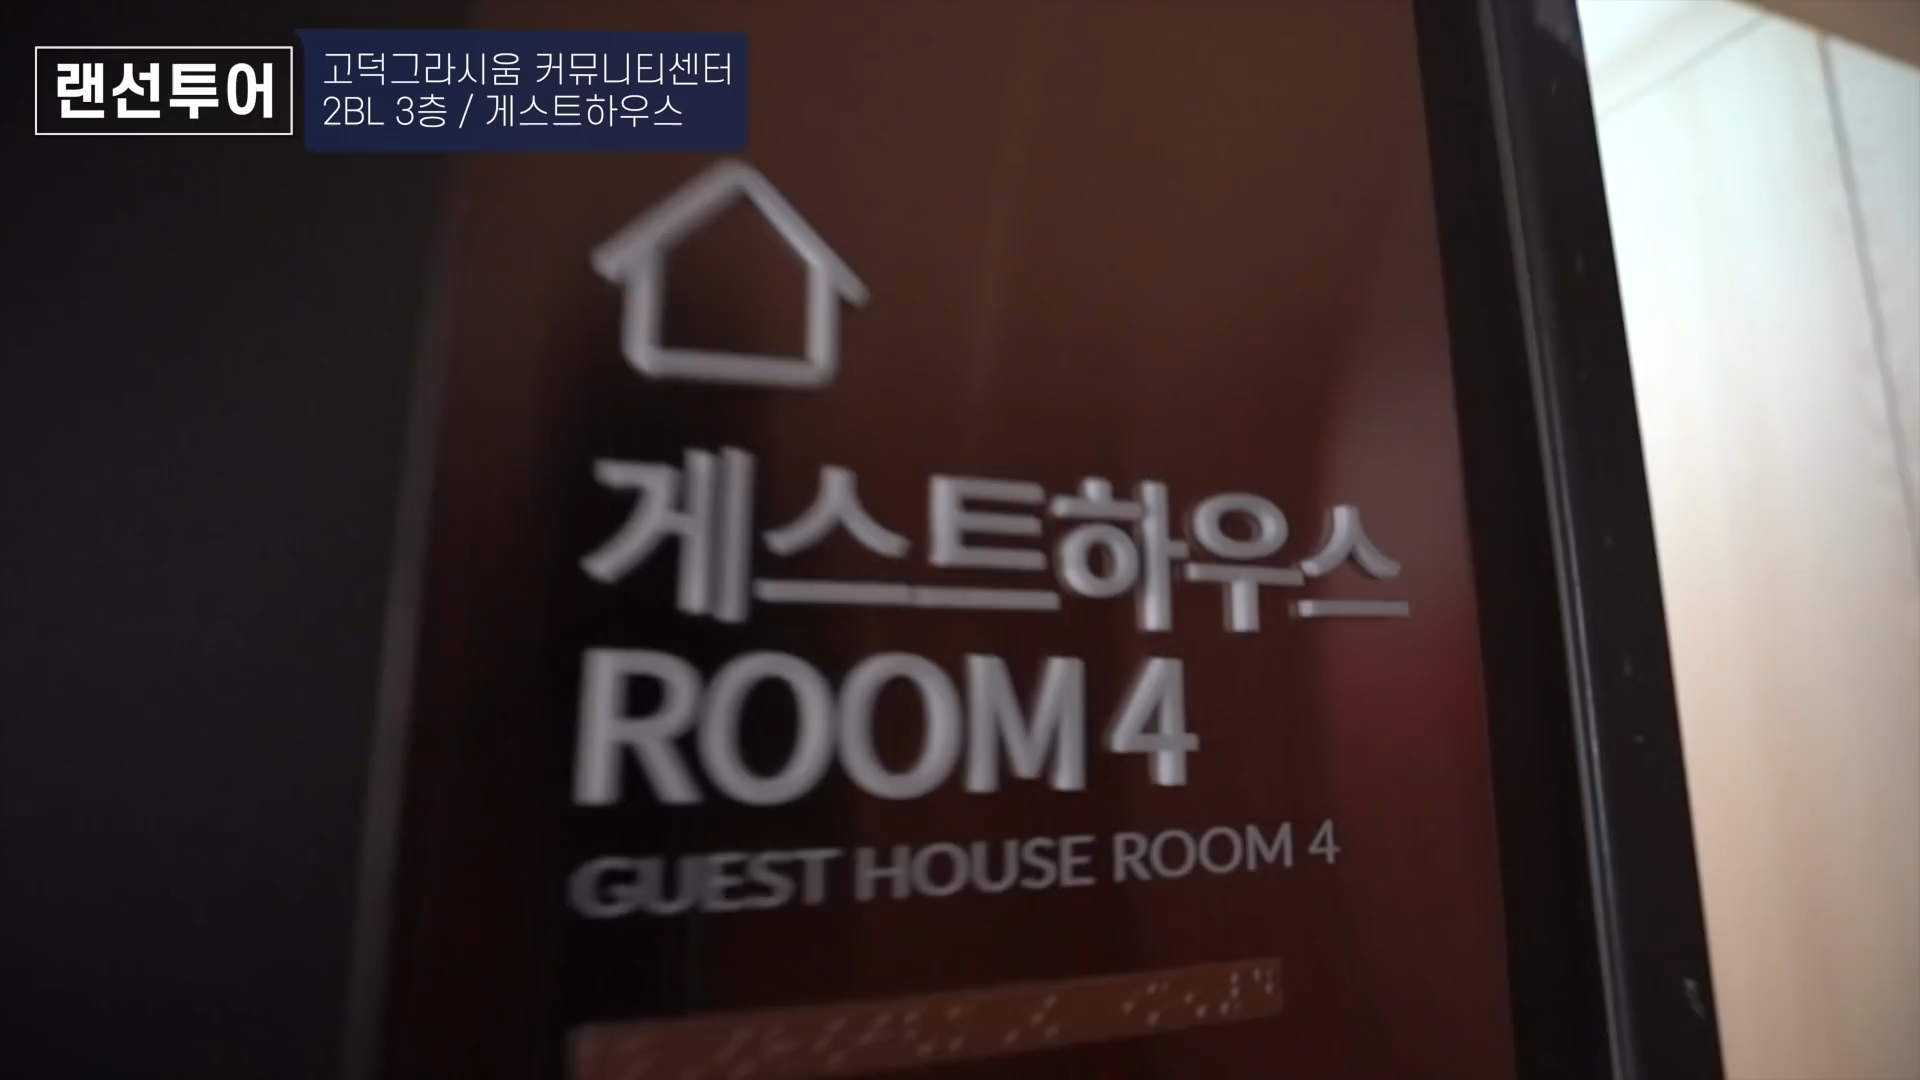 랜선투어
고덕그라시움 커뮤니티센터
2BL 3층 / 게스트하우스
게스트하우스
ROOM 4
GUEST HOUSE ROOM 4